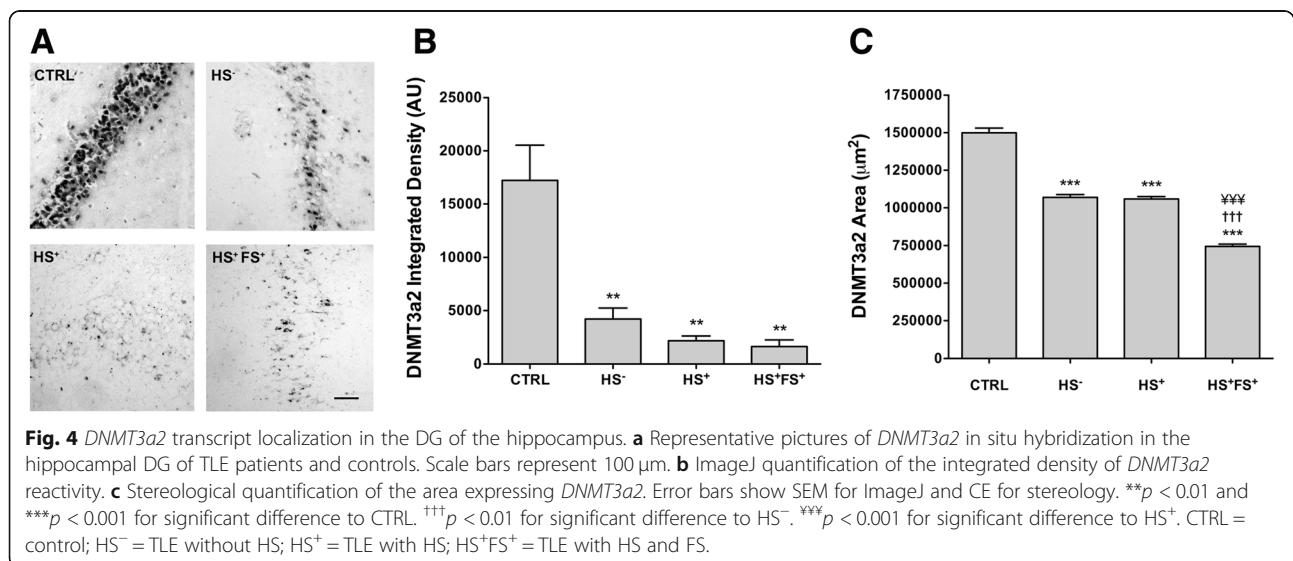 A
CTRL
HS-
HS+
HS+ FS+
B
DNMT3a2 Integrated Density (AU)
25000
20000
15000
10000
5000
0
**
**
**
CTRL
HS-
HS+
HS+FS+
C
DNMT3a2 Area (μm²)
1750000
1500000
1250000
1000000
750000
500000
250000
0
***
***
¥¥¥
†††
***
CTRL
HS-
HS+
HS+FS+
Fig. 4 DNMT3a2 transcript localization in the DG of the hippocampus. a Representative pictures of DNMT3a2 in situ hybridization in the
hippocampal DG of TLE patients and controls. Scale bars represent 100 μm. b ImageJ quantification of the integrated density of DNMT3a2
reactivity. c Stereological quantification of the area expressing DNMT3a2. Error bars show SEM for ImageJ and CE for stereology. **p < 0.01 and
***p < 0.001 for significant difference to CTRL. †††p < 0.01 for significant difference to HS−. ¥¥¥p < 0.001 for significant difference to HS+. CTRL =
control; HS− = TLE without HS; HS+ = TLE with HS; HS+FS+ = TLE with HS and FS.